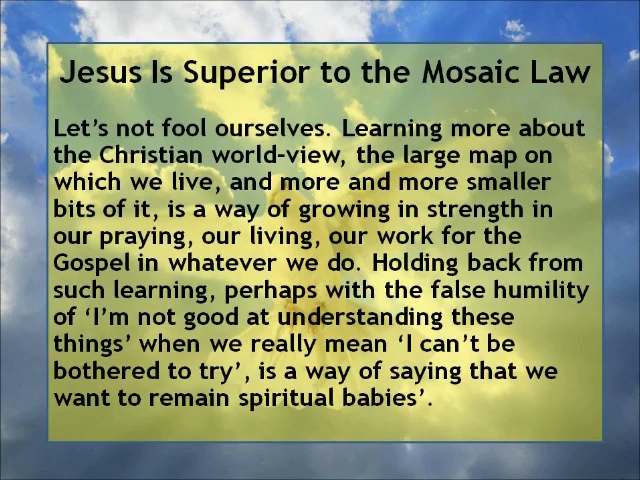 Jesus Is Superior to the Mosaic Law
Let’s not fool ourselves. Learning more about
the Christian world-view, the large map on
which we live, and more and more smaller
bits of it, is a way of growing in strength in
our praying, our living, our work for the
Gospel in whatever we do. Holding back from
such learning, perhaps with the false humility
of ‘I’m not good at understanding these
things’ when we really mean ‘I can’t be
bothered to try’, is a way of saying that we
want to remain spiritual babies’.